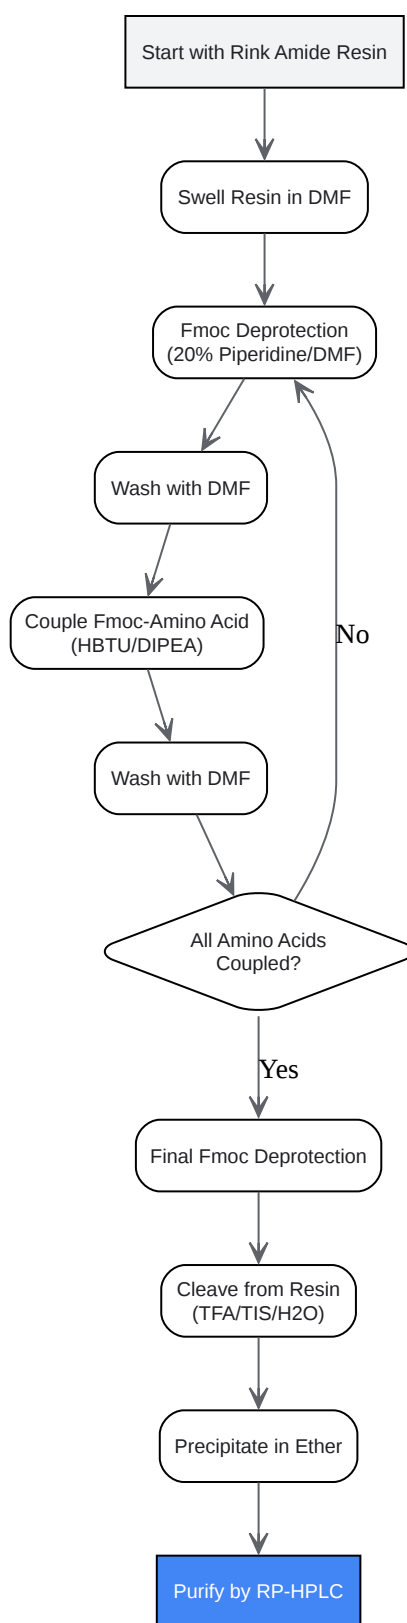 Start with Rink Amide Resin
Swell Resin in DMF
Fmoc Deprotection
(20% Piperidine/DMF)
Wash with DMF
Couple Fmoc-Amino Acid
(HBTU/DIPEA)
No
Wash with DMF
All Amino Acids
Coupled?
Yes
Final Fmoc Deprotection
Cleave from Resin
(TFA/TIS/H2O)
Precipitate in Ether
Purify by RP-HPLC